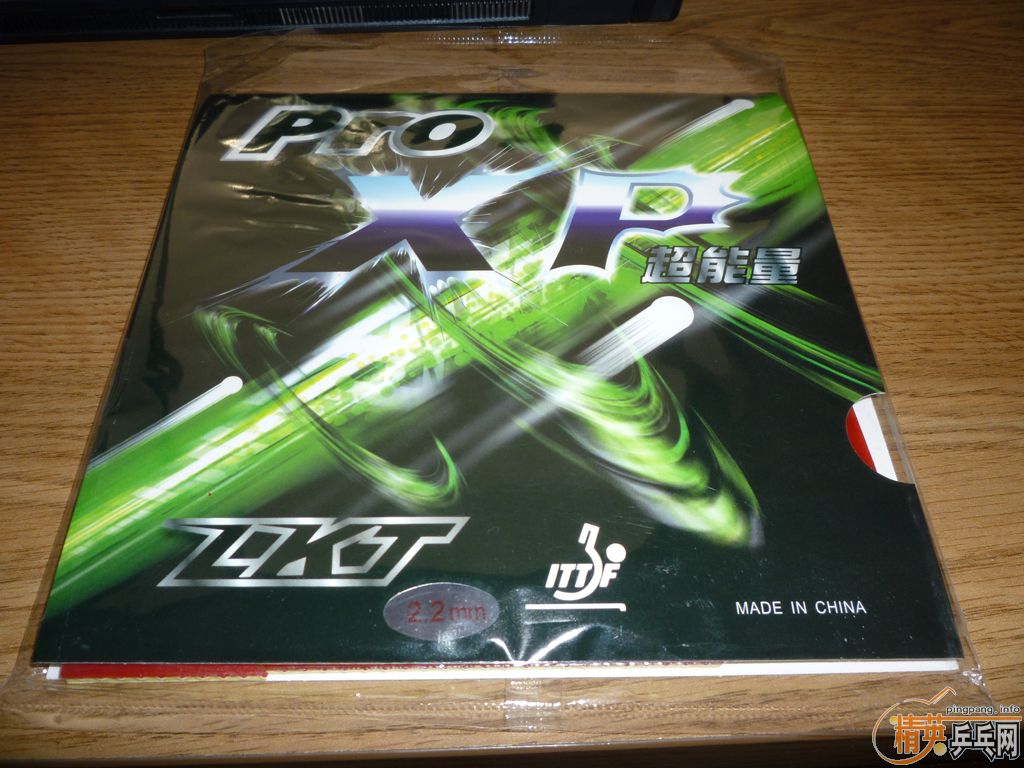 Pro
XP
超能量
LKT
2.2mm
ITTF
MADE IN CHINA
pingpang.info
精英乒乓网